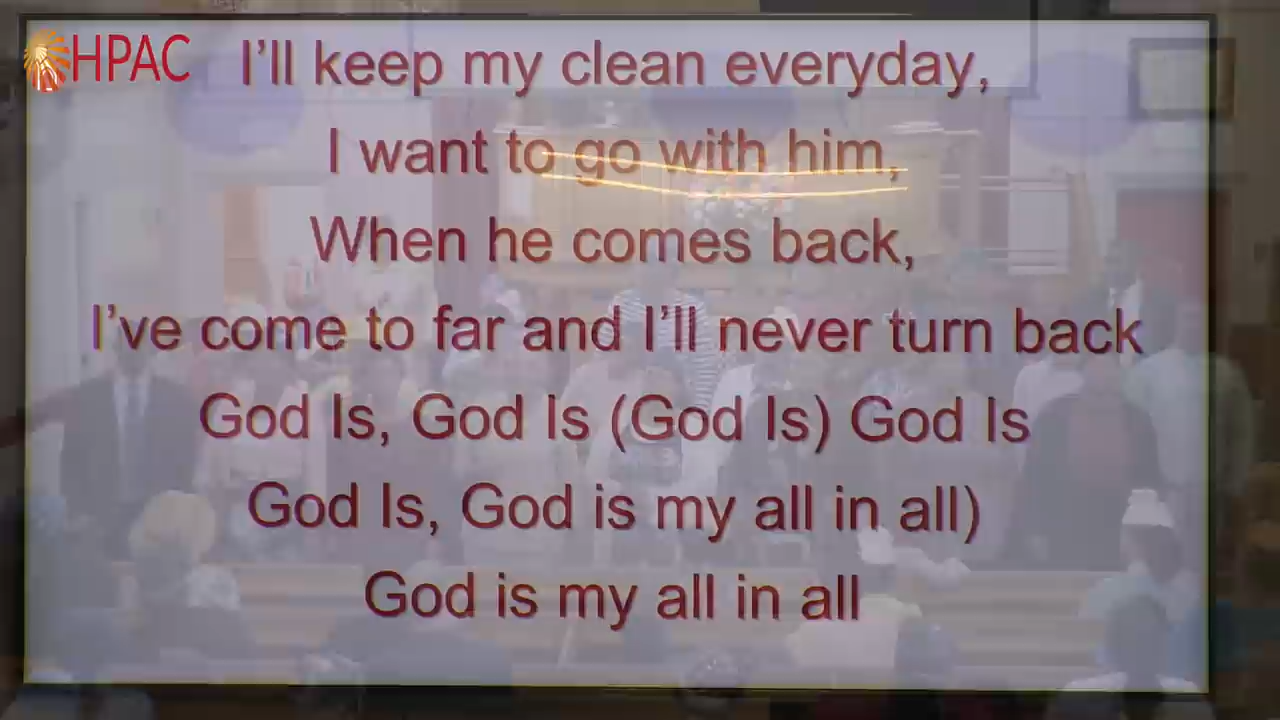 HPAC
I'll keep my clean everyday,
I want to go with him,
When he comes back,
I've come to far and I'll never turn back
God Is, God Is (God Is) God Is
God Is, God is my all in all)
God is my all in all